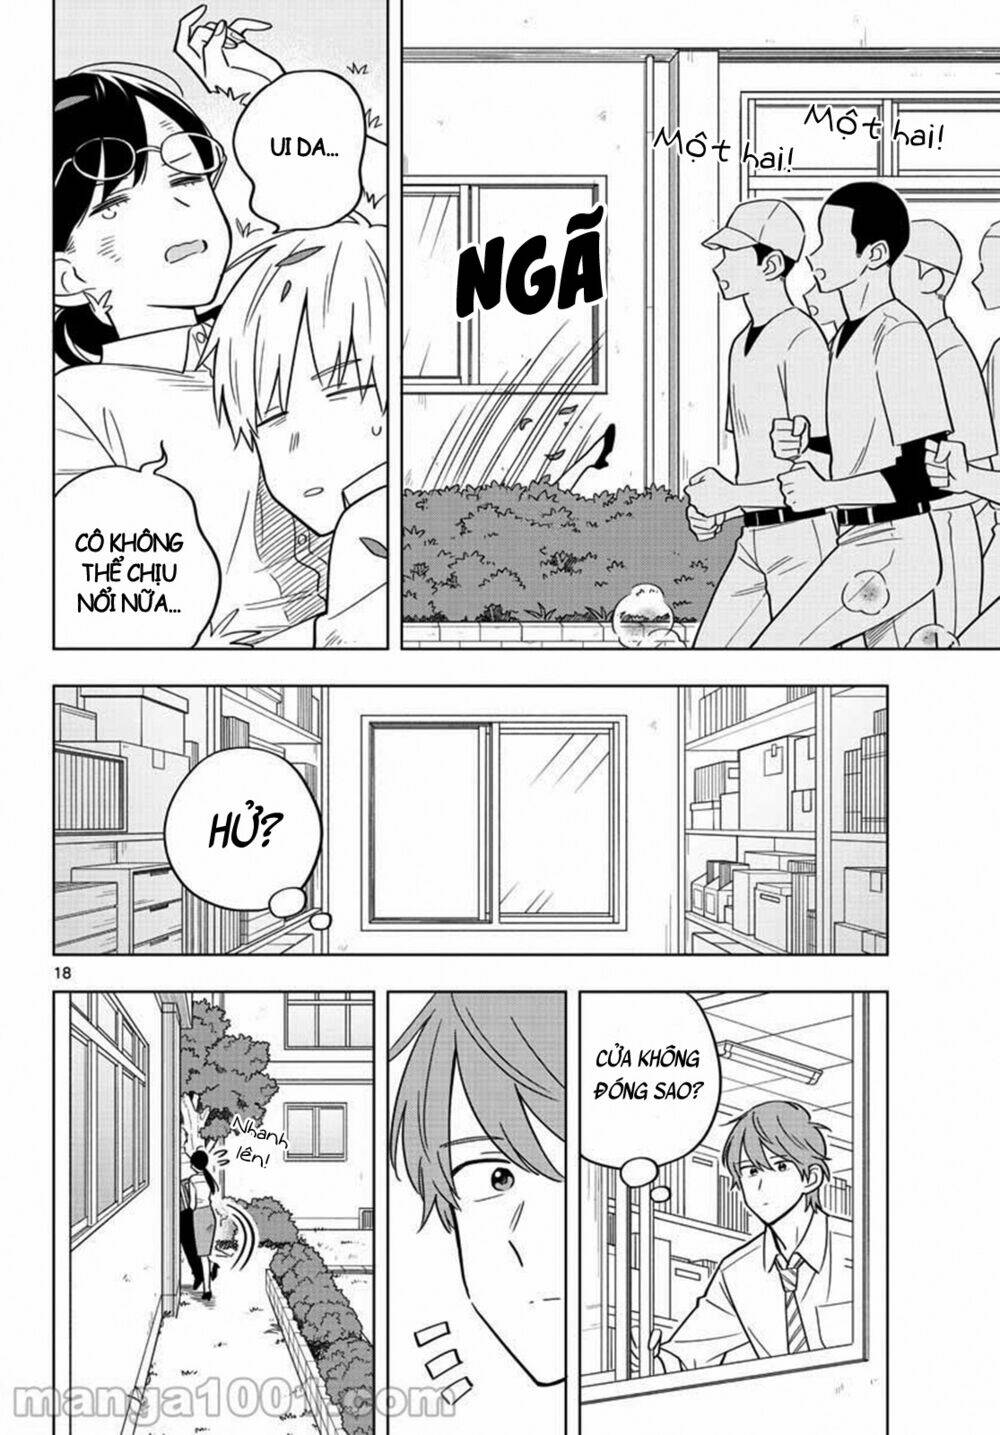 Một hai!
Một hai!
NGÃ
UI DA...
CÔ KHÔNG
THỂ CHỊU
NỔI NỮA...
HỬ?
18
CỬA KHÔNG
ĐÓNG SAO?
Nhanh
lên!
manga1001.com